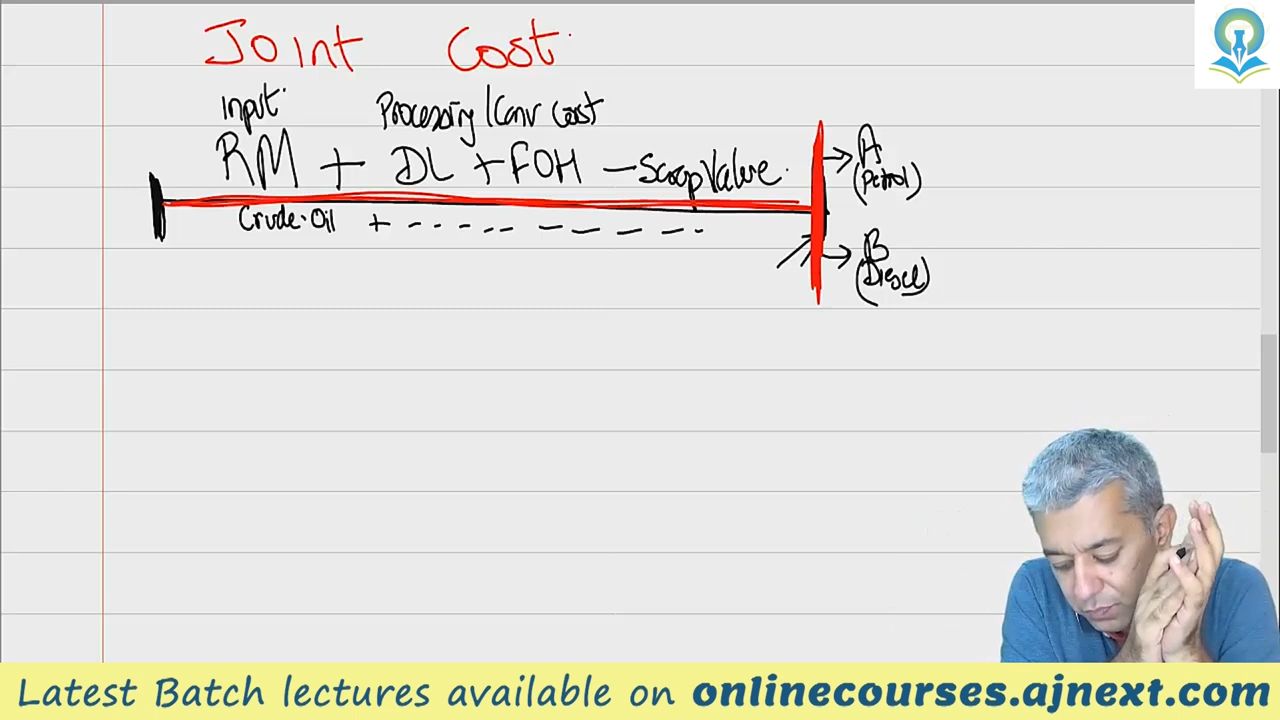 Joint Cost
Input Processing / Conv Cost
RM + DL + FOH - Scrap Value
A
(Petrol)
Crude Oil + - - - - - - - - -
B
(Diesel)
Latest Batch lectures available on onlinecourses.ajnext.com